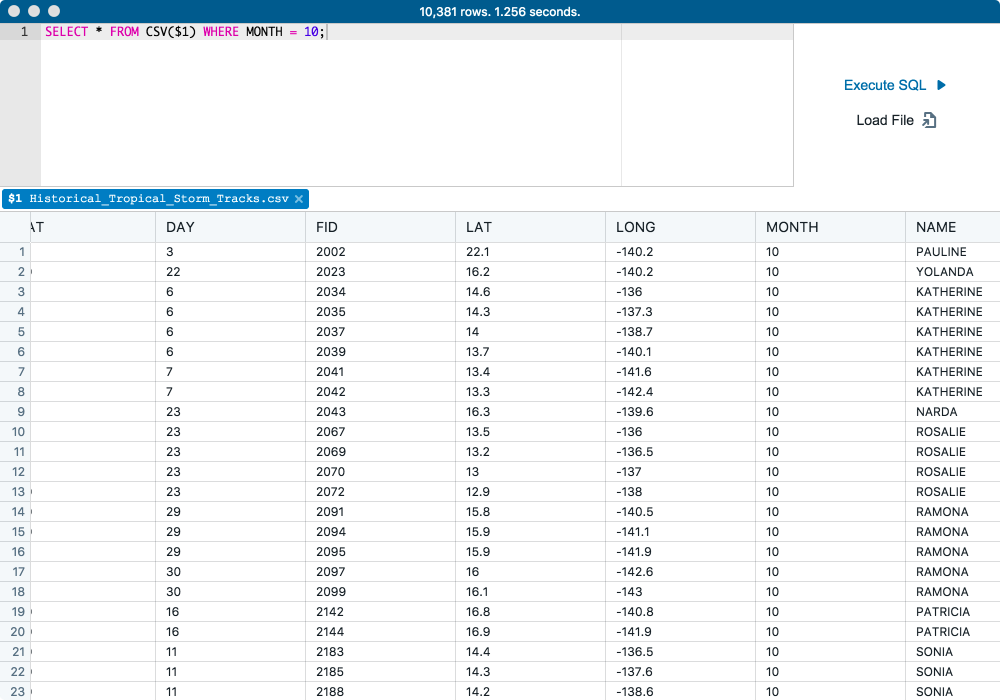 10,381 rows. 1.256 seconds.
1 SELECT * FROM CSV($1) WHERE MONTH = 10;
Execute SQL
Load File
$1 Historical_Tropical_Storm_Tracks.csv ×
AT DAY FID LAT LONG MONTH NAME
1 3 2002 22.1 -140.2 10 PAULINE
2 22 2023 16.2 -140.2 10 YOLANDA
3 6 2034 14.6 -136 10 KATHERINE
4 6 2035 14.3 -137.3 10 KATHERINE
5 6 2037 14 -138.7 10 KATHERINE
6 6 2039 13.7 -140.1 10 KATHERINE
7 7 2041 13.4 -141.6 10 KATHERINE
8 7 2042 13.3 -142.4 10 KATHERINE
9 23 2043 16.3 -139.6 10 NARDA
10 23 2067 13.5 -136 10 ROSALIE
11 23 2069 13.2 -136.5 10 ROSALIE
12 23 2070 13 -137 10 ROSALIE
13 23 2072 12.9 -138 10 ROSALIE
14 29 2091 15.8 -140.5 10 RAMONA
15 29 2094 15.9 -141.1 10 RAMONA
16 29 2095 15.9 -141.9 10 RAMONA
17 30 2097 16 -142.6 10 RAMONA
18 30 2099 16.1 -143 10 RAMONA
19 16 2142 16.8 -140.8 10 PATRICIA
20 16 2144 16.9 -141.9 10 PATRICIA
21 11 2183 14.4 -136.5 10 SONIA
22 11 2185 14.3 -137.6 10 SONIA
23 11 2188 14.2 -138.6 10 SONIA